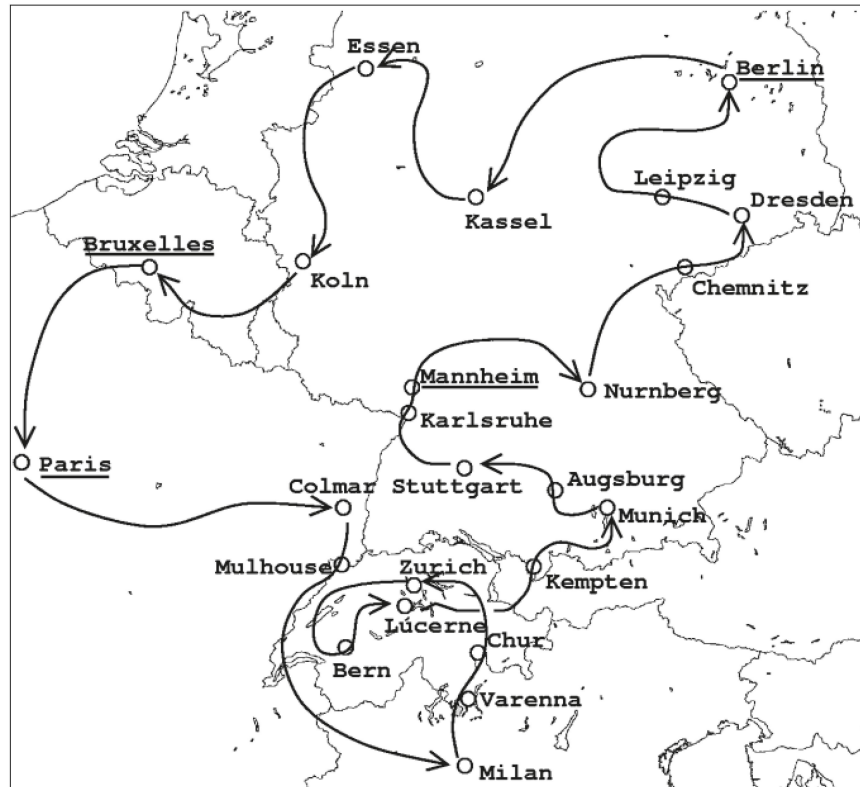 Essen
Berlin
Leipzig
Kassel
Dresden
Bruxelles
Koln
Chemnitz
Mannheim
Nurnberg
Karlsruhe
Paris
Stuttgart
Augsburg
Colmar
Munich
Mulhouse
Zurich
Kempten
Lucerne
Chur
Bern
Varenna
Milan